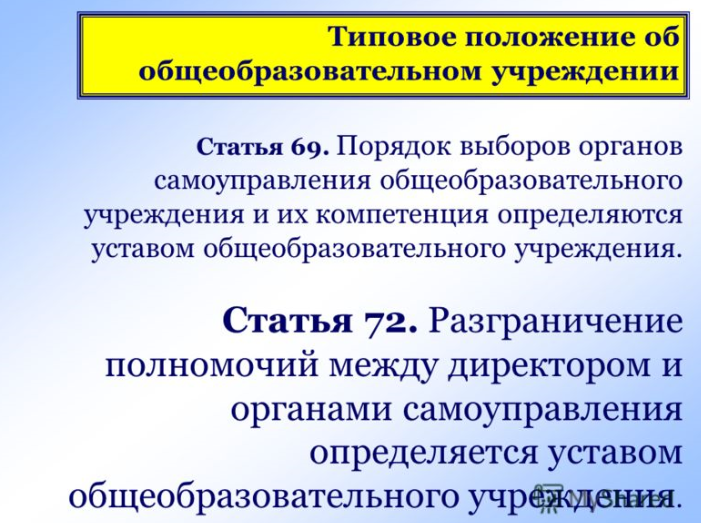 Типовое положение об
общеобразовательном учреждении
Статья 69. Порядок выборов органов
самоуправления общеобразовательного
учреждения и их компетенция определяются
уставом общеобразовательного учреждения.
Статья 72. Разграничение
полномочий между директором и
органами самоуправления
определяется уставом
общеобразовательного учреждения.
MyShared